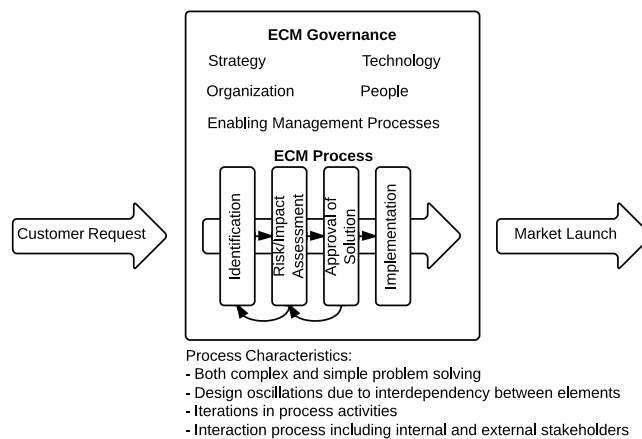 ECM Governance
Strategy Technology
Organization People
Enabling Management Processes
ECM Process
Identification
Risk/Impact
Assessment
Approval of
Solution
Implementation
Customer Request
Market Launch
Process Characteristics:
- Both complex and simple problem solving
- Design oscillations due to interdependency between elements
- Iterations in process activities
- Interaction process including internal and external stakeholders